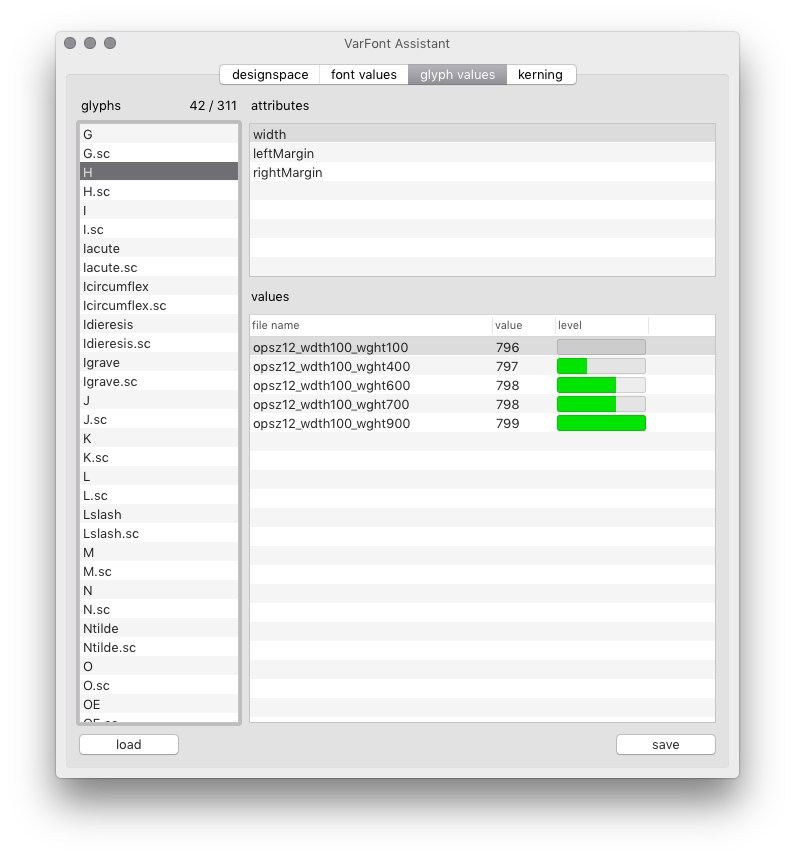 VarFont Assistant
designspace font values glyph values kerning
glyphs 42 / 311 attributes
G
G.sc
H
H.sc
I
I.sc
Iacute
Iacute.sc
Icircumflex
Icircumflex.sc
Idieresis
Idieresis.sc
Igrave
Igrave.sc
J
J.sc
K
K.sc
L
L.sc
Lslash
Lslash.sc
M
M.sc
N
N.sc
Ntilde
Ntilde.sc
O
O.sc
OE
width
leftMargin
rightMargin
values
file name value level
opsz12_wdth100_wght100 796
opsz12_wdth100_wght400 797
opsz12_wdth100_wght600 798
opsz12_wdth100_wght700 798
opsz12_wdth100_wght900 799
load save